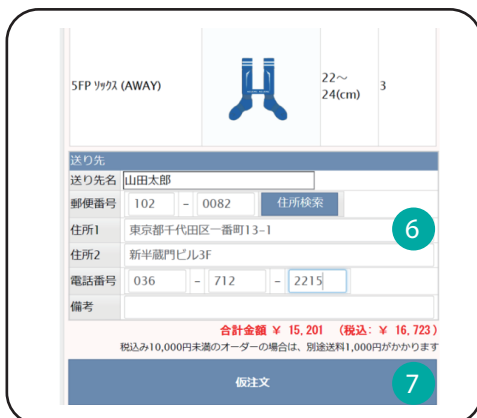 5FP ソックス (AWAY)
22～
24(cm)
3
送り先
送り先名 山田太郎
郵便番号 102 - 0082 住所検索
住所1 東京都千代田区一番町13-1
6
住所2 新半蔵門ビル3F
電話番号 036 - 712 - 2215
備考
合計金額 ¥ 15,201 （税込: ¥ 16,723）
税込み10,000円未満のオーダーの場合は、別途送料1,000円がかかります
仮注文 7